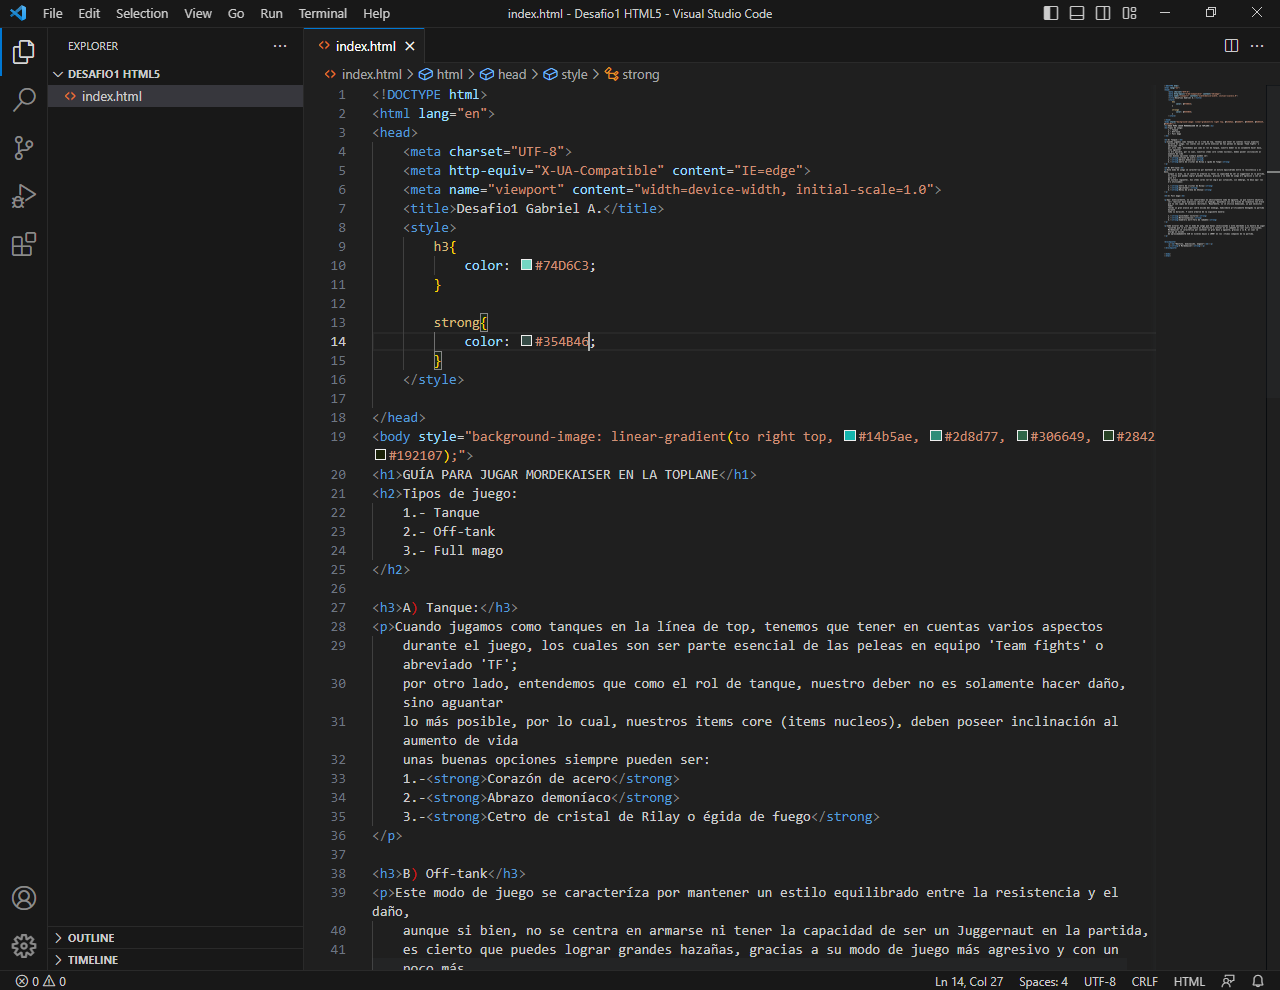 File Edit Selection View Go Run Terminal Help
index.html - Desafio1 HTML5 - Visual Studio Code
EXPLORER
DESAFIO1 HTML5
index.html
OUTLINE
TIMELINE
index.html
index.html > html > head > style > strong
1 <!DOCTYPE html>
2 <html lang="en">
3 <head>
4 <meta charset="UTF-8">
5 <meta http-equiv="X-UA-Compatible" content="IE=edge">
6 <meta name="viewport" content="width=device-width, initial-scale=1.0">
7 <title>Desafio1 Gabriel A.</title>
8 <style>
9 h3{
10 color: #74D6C3;
11 }
12
13 strong{
14 color: #354B46;
15 }
16 </style>
17
18 </head>
19 <body style="background-image: linear-gradient(to right top, #14b5ae, #2d8d77, #306649, #2842
#192107);">
20 <h1>GUÍA PARA JUGAR MORDEKAISER EN LA TOPLANE</h1>
21 <h2>Tipos de juego:
22 1.- Tanque
23 2.- Off-tank
24 3.- Full mago
25 </h2>
26
27 <h3>A) Tanque:</h3>
28 <p>Cuando jugamos como tanques en la línea de top, tenemos que tener en cuentas varios aspectos
29 durante el juego, los cuales son ser parte esencial de las peleas en equipo 'Team fights' o
abreviado 'TF';
30 por otro lado, entendemos que como el rol de tanque, nuestro deber no es solamente hacer daño,
sino aguantar
31 lo más posible, por lo cual, nuestros items core (items nucleos), deben poseer inclinación al
aumento de vida
32 unas buenas opciones siempre pueden ser:
33 1.-<strong>Corazón de acero</strong>
34 2.-<strong>Abrazo demoníaco</strong>
35 3.-<strong>Cetro de cristal de Rilay o égida de fuego</strong>
36 </p>
37
38 <h3>B) Off-tank</h3>
39 <p>Este modo de juego se caracteríza por mantener un estilo equilibrado entre la resistencia y el
daño,
40 aunque si bien, no se centra en armarse ni tener la capacidad de ser un Juggernaut en la partida,
41 es cierto que puedes lograr grandes hazañas, gracias a su modo de juego más agresivo y con un
poco más
0 0
Ln 14, Col 27 Spaces: 4 UTF-8 CRLF HTML